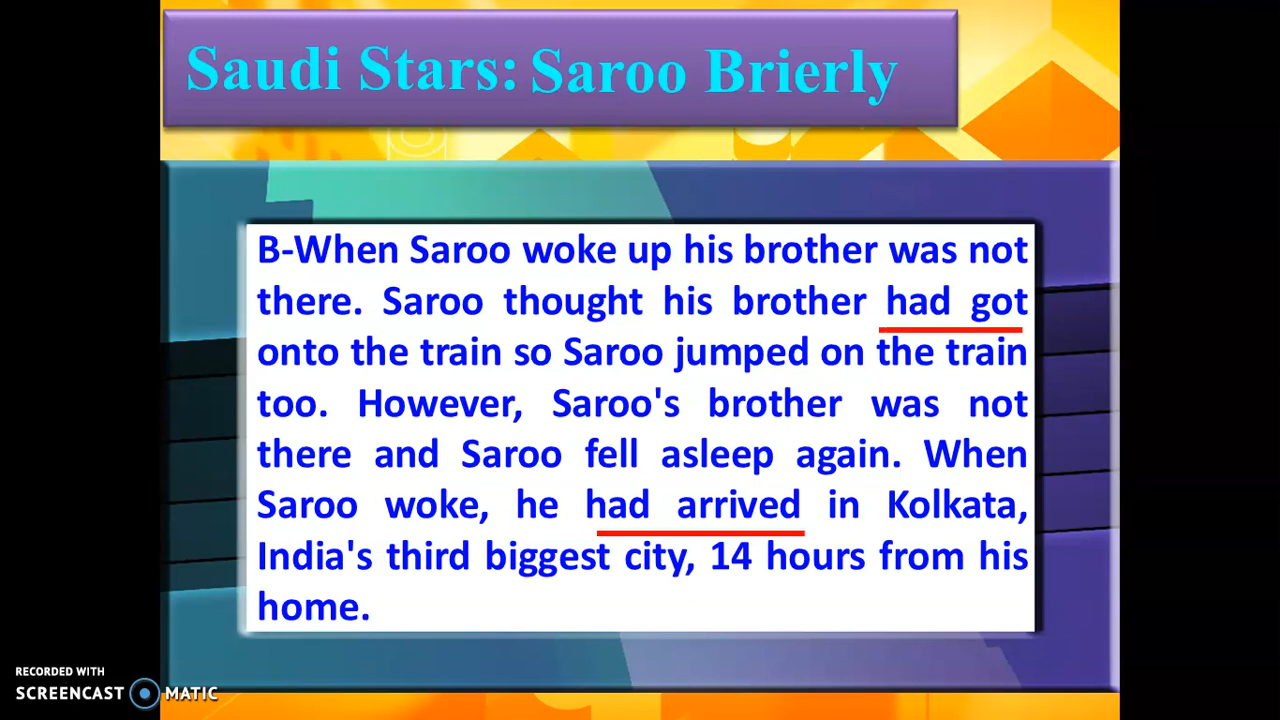 Saudi Stars: Saroo Brierly
B-When Saroo woke up his brother was not
there. Saroo thought his brother had got
onto the train so Saroo jumped on the train
too. However, Saroo's brother was not
there and Saroo fell asleep again. When
Saroo woke, he had arrived in Kolkata,
India's third biggest city, 14 hours from his
home.
RECORDED WITH
SCREENCAST MATIC